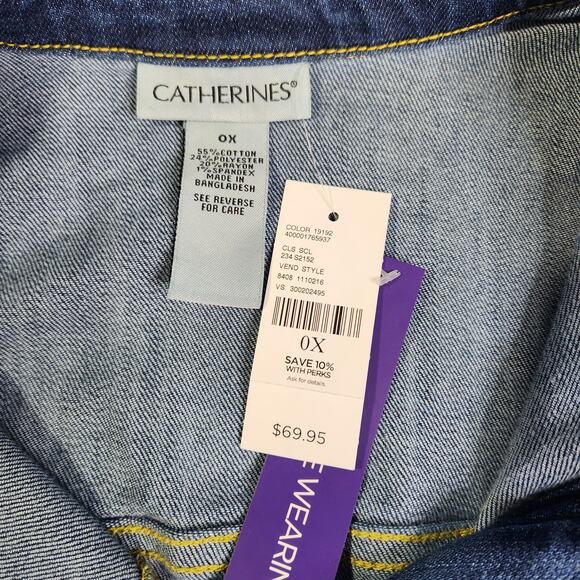 CATHERINES®
0X
55%COTTON
24%POLYESTER
20%RAYON
1%SPANDEX
MADE IN
BANGLADESH
SEE REVERSE
FOR CARE
COLOR 19192
400001765937
CLS SCL
234 S2152
VEND STYLE
8408 1110216
VS: 300202495
0X
SAVE 10%
WITH PERKS
Ask for details.
$69.95
E WEARIN